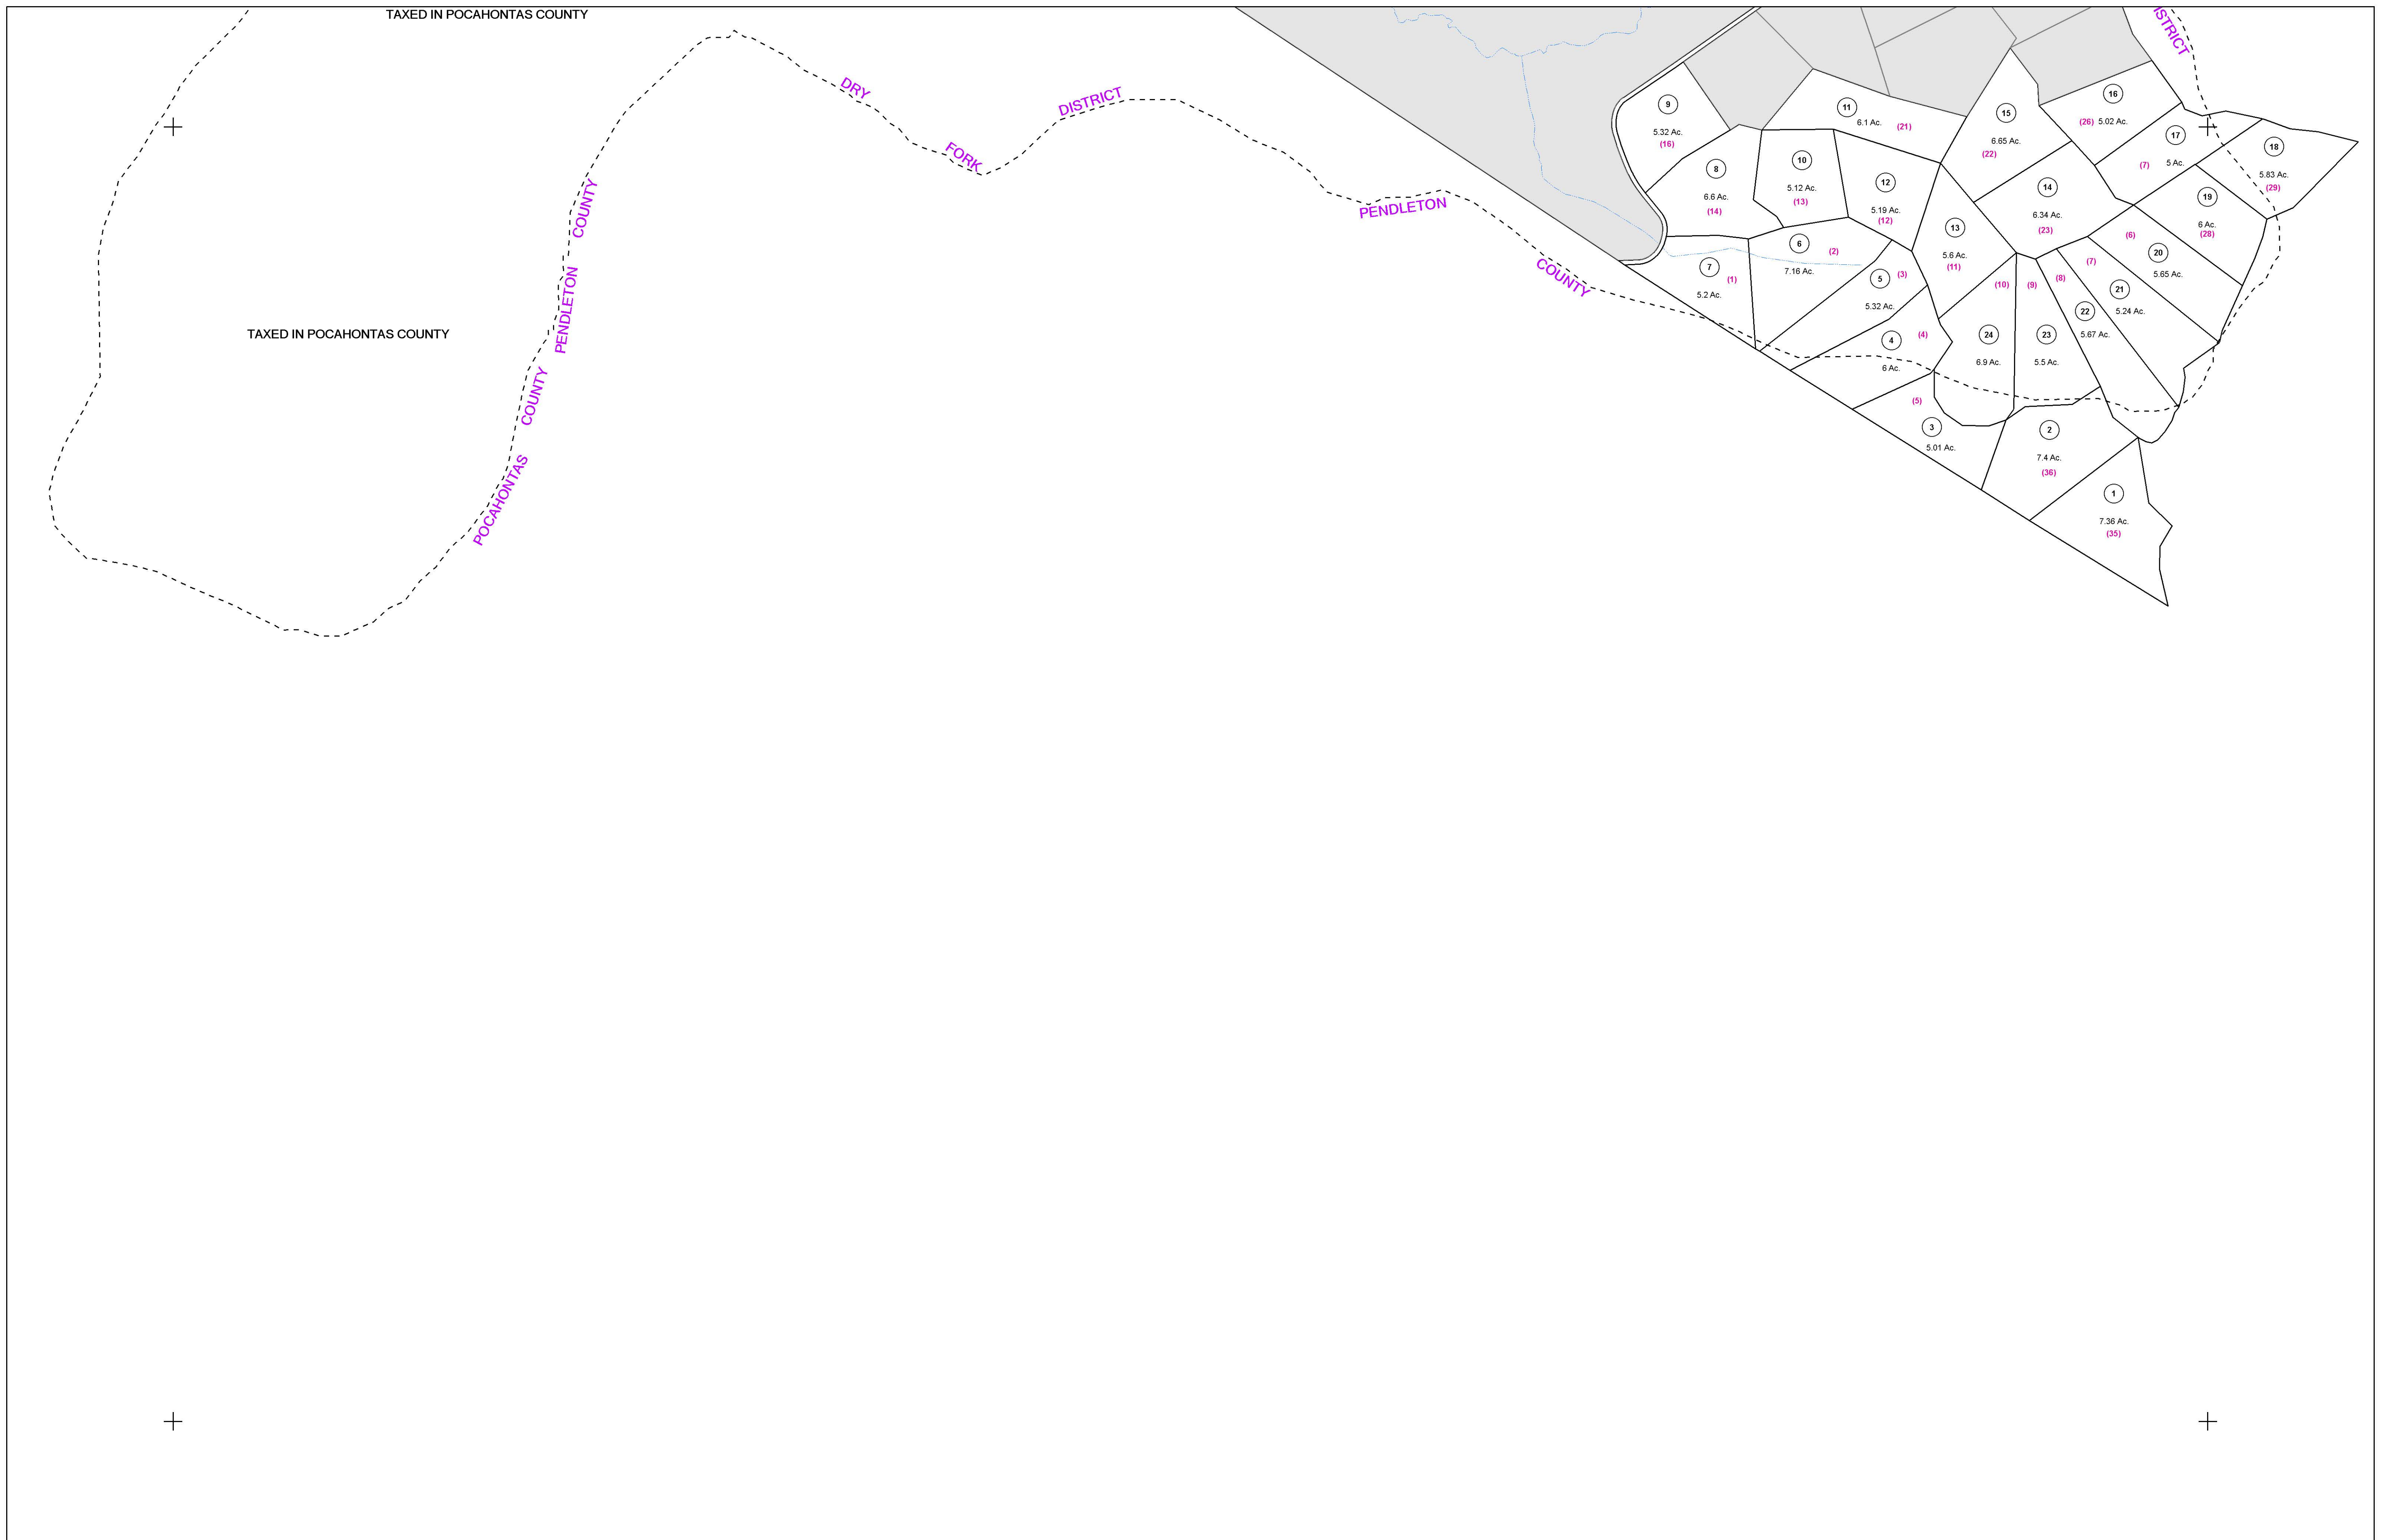 TAXED IN POCAHONTAS COUNTY
DRY
FORK
DISTRICT
PENDLETON
COUNTY
ISTRICT
TAXED IN POCAHONTAS COUNTY
PENDLETON
COUNTY
POCAHONTAS
COUNTY
9
5.32 Ac.
(16)
11
6.1 Ac.
(21)
15
6.65 Ac.
(22)
16
(26)
5.02 Ac.
17
(7)
5 Ac.
18
5.83 Ac.
(29)
8
6.6 Ac.
(14)
10
5.12 Ac.
(13)
12
5.19 Ac.
(12)
14
6.34 Ac.
(23)
19
6 Ac.
(28)
7
(1)
5.2 Ac.
6
(2)
7.16 Ac.
5
(3)
5.32 Ac.
13
5.6 Ac.
(11)
(6)
20
5.65 Ac.
(7)
21
5.24 Ac.
(8)
22
5.67 Ac.
(9)
23
5.5 Ac.
(10)
24
6.9 Ac.
(4)
4
6 Ac.
(5)
3
5.01 Ac.
2
7.4 Ac.
(36)
1
7.36 Ac.
(35)